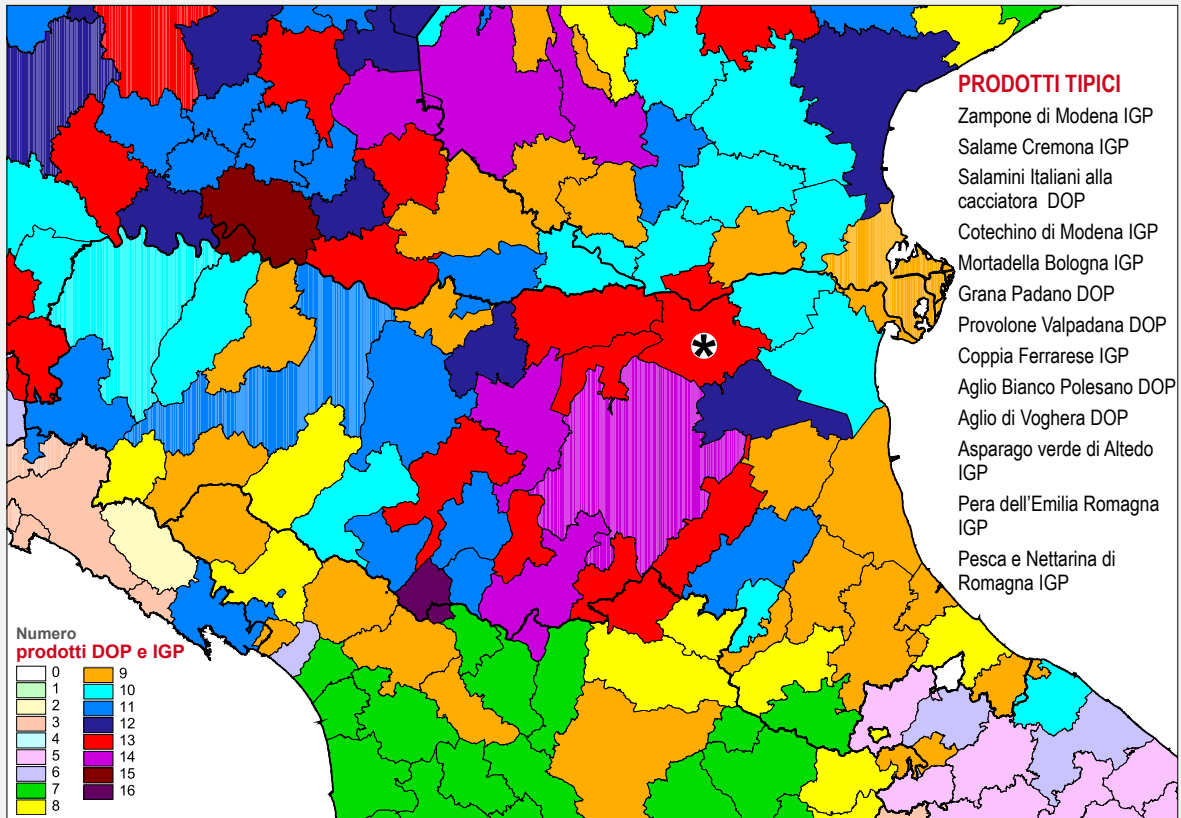 PRODOTTI TIPICI
Zampone di Modena IGP
Salame Cremona IGP
Salamini Italiani alla
cacciatora DOP
Cotechino di Modena IGP
Mortadella Bologna IGP
Grana Padano DOP
Provolone Valpadana DOP
Coppia Ferrarese IGP
Aglio Bianco Polesano DOP
Aglio di Voghera DOP
Asparago verde di Altedo
IGP
Pera dell'Emilia Romagna
IGP
Pesca e Nettarina di
Romagna IGP
*
Numero
prodotti DOP e IGP
0
1
2
3
4
5
6
7
8
9
10
11
12
13
14
15
16